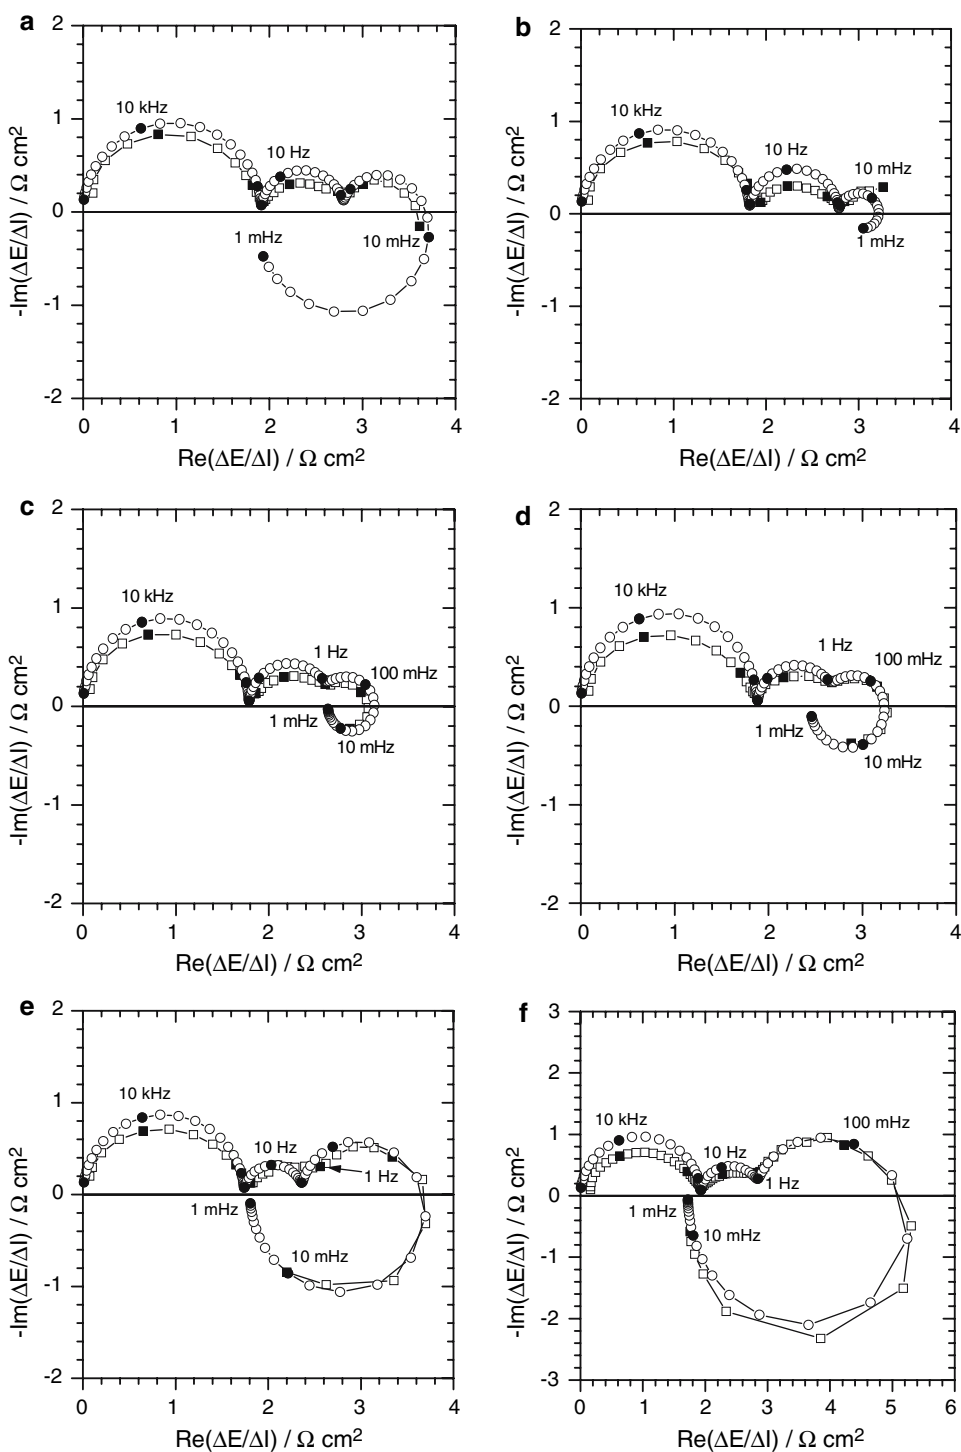 a
2
1
0
-1
-2
10 kHz
10 Hz
1 mHz
10 mHz
0 1 2 3 4
Re(ΔE/ΔI) / Ω cm²
-Im(ΔE/ΔI) / Ω cm²
b
2
1
0
-1
-2
10 kHz
10 Hz
10 mHz
1 mHz
0 1 2 3 4
Re(ΔE/ΔI) / Ω cm²
-Im(ΔE/ΔI) / Ω cm²
c
2
1
0
-1
-2
10 kHz
1 Hz
100 mHz
1 mHz
10 mHz
0 1 2 3 4
Re(ΔE/ΔI) / Ω cm²
-Im(ΔE/ΔI) / Ω cm²
d
2
1
0
-1
-2
10 kHz
1 Hz
100 mHz
1 mHz
10 mHz
0 1 2 3 4
Re(ΔE/ΔI) / Ω cm²
-Im(ΔE/ΔI) / Ω cm²
e
2
1
0
-1
-2
10 kHz
10 Hz
1 Hz
1 mHz
10 mHz
0 1 2 3 4
Re(ΔE/ΔI) / Ω cm²
-Im(ΔE/ΔI) / Ω cm²
f
3
2
1
0
-1
-2
-3
10 kHz
10 Hz
100 mHz
1 Hz
1 mHz
10 mHz
0 1 2 3 4 5 6
Re(ΔE/ΔI) / Ω cm²
-Im(ΔE/ΔI) / Ω cm²